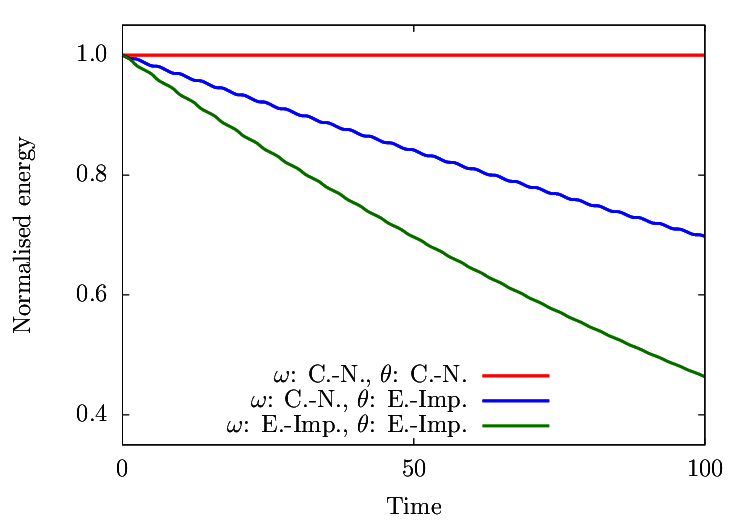 1.0
0.8
0.6
0.4
Normalised energy
ω: C.-N., θ: C.-N.
ω: C.-N., θ: E.-Imp.
ω: E.-Imp., θ: E.-Imp.
0 50 100
Time